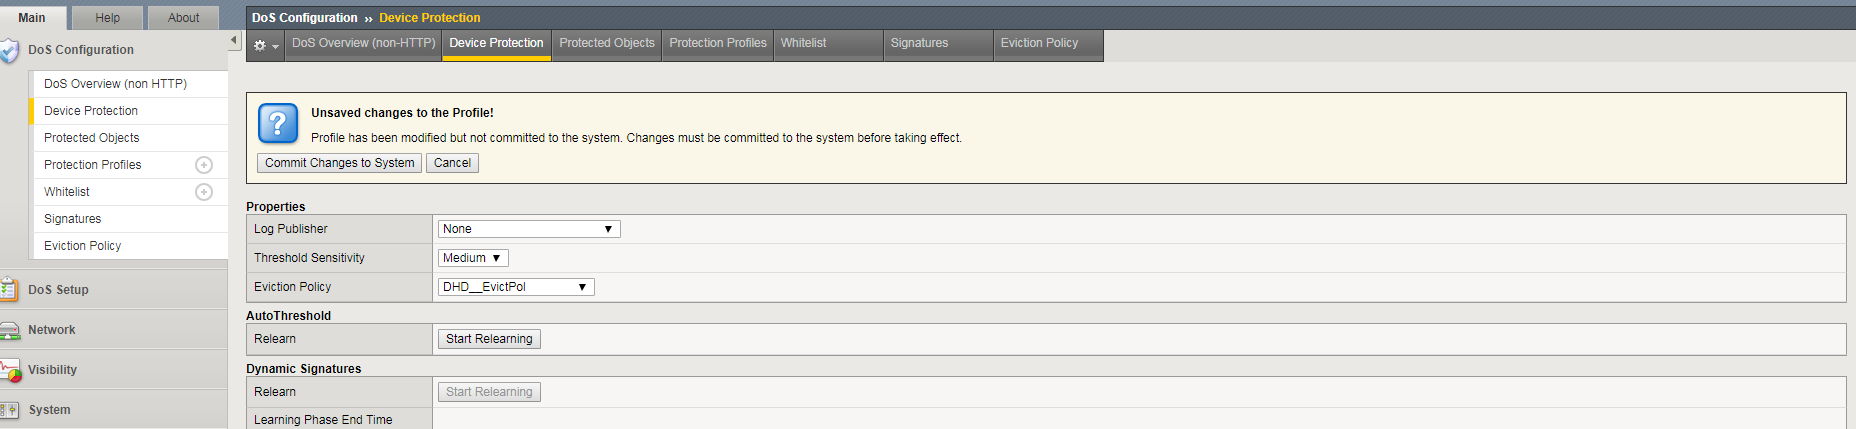 Main Help About
DoS Configuration
DoS Overview (non HTTP)
Device Protection
Protected Objects
Protection Profiles
Whitelist
Signatures
Eviction Policy
DoS Setup
Network
Visibility
System
DoS Configuration ›› Device Protection
DoS Overview (non-HTTP) Device Protection Protected Objects Protection Profiles Whitelist Signatures Eviction Policy
Unsaved changes to the Profile!
Profile has been modified but not committed to the system. Changes must be committed to the system before taking effect.
Commit Changes to System Cancel
Properties
Log Publisher None
Threshold Sensitivity Medium
Eviction Policy DHD__EvictPol
AutoThreshold
Relearn Start Relearning
Dynamic Signatures
Relearn Start Relearning
Learning Phase End Time